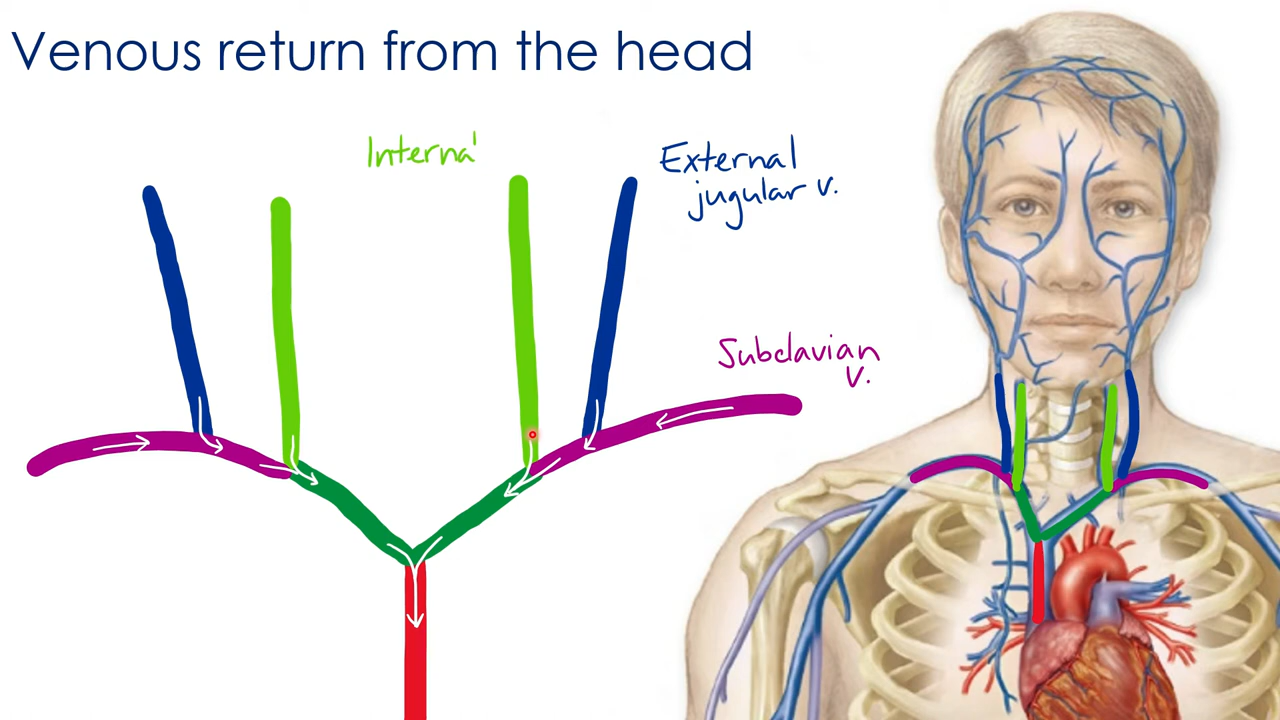 Venous return from the head
Interna
External
jugular v.
Subclavian
v.